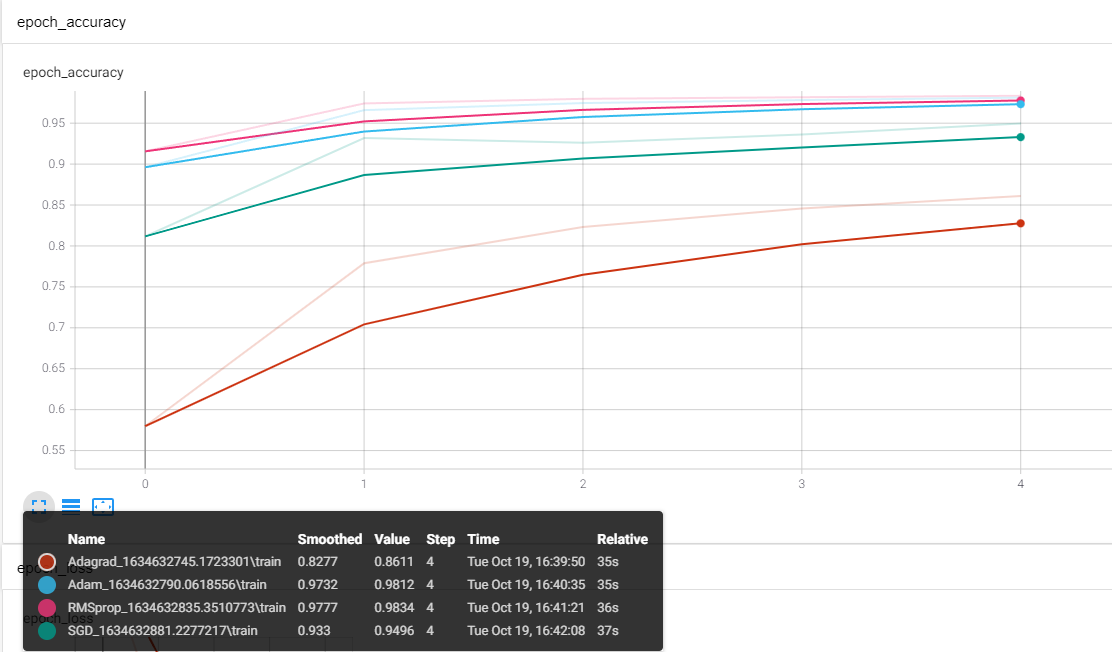 epoch_accuracy
epoch_accuracy
0.95
0.9
0.85
0.8
0.75
0.7
0.65
0.6
0.55
0 1 2 3 4
Name Smoothed Value Step Time Relative
Adagrad_1634632745.1723301\train 0.8277 0.8611 4 Tue Oct 19, 16:39:50 35s
Adam_1634632790.0618556\train 0.9732 0.9812 4 Tue Oct 19, 16:40:35 35s
RMSprop_1634632835.3510773\train 0.9777 0.9834 4 Tue Oct 19, 16:41:21 36s
SGD_1634632881.2277217\train 0.933 0.9496 4 Tue Oct 19, 16:42:08 37s
epoch_loss
epoch_loss